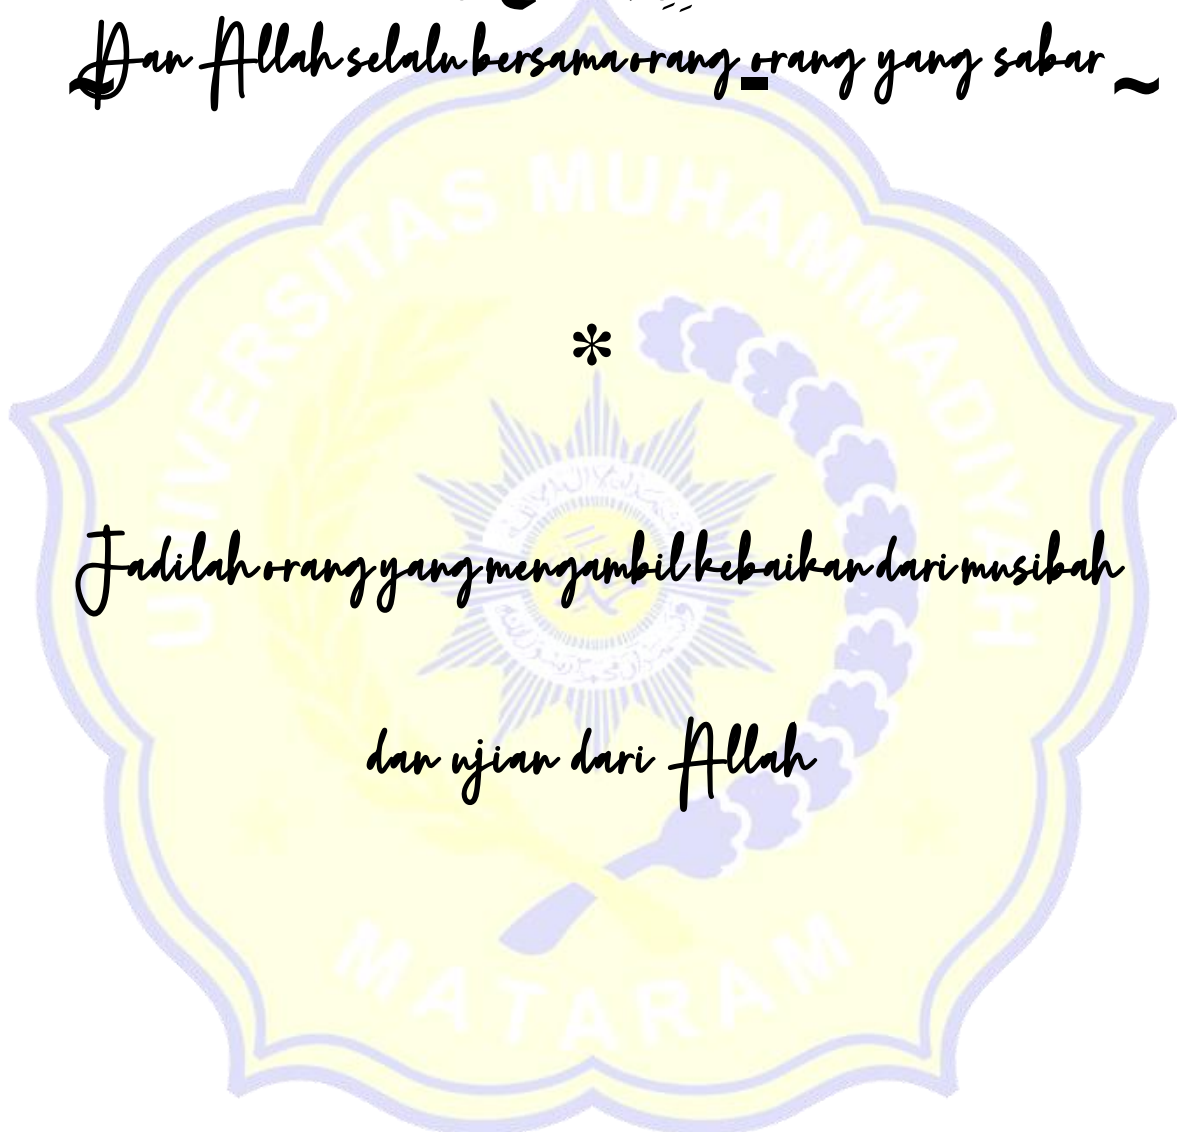 ~Dan Allah selalu bersama orang-orang yang sabar~
*
UNIVERSITAS MUHAMMADIYAH
Jadilah orang yang mengambil kebaikan dari musibah
dan ujian dari Allah
MATARAM